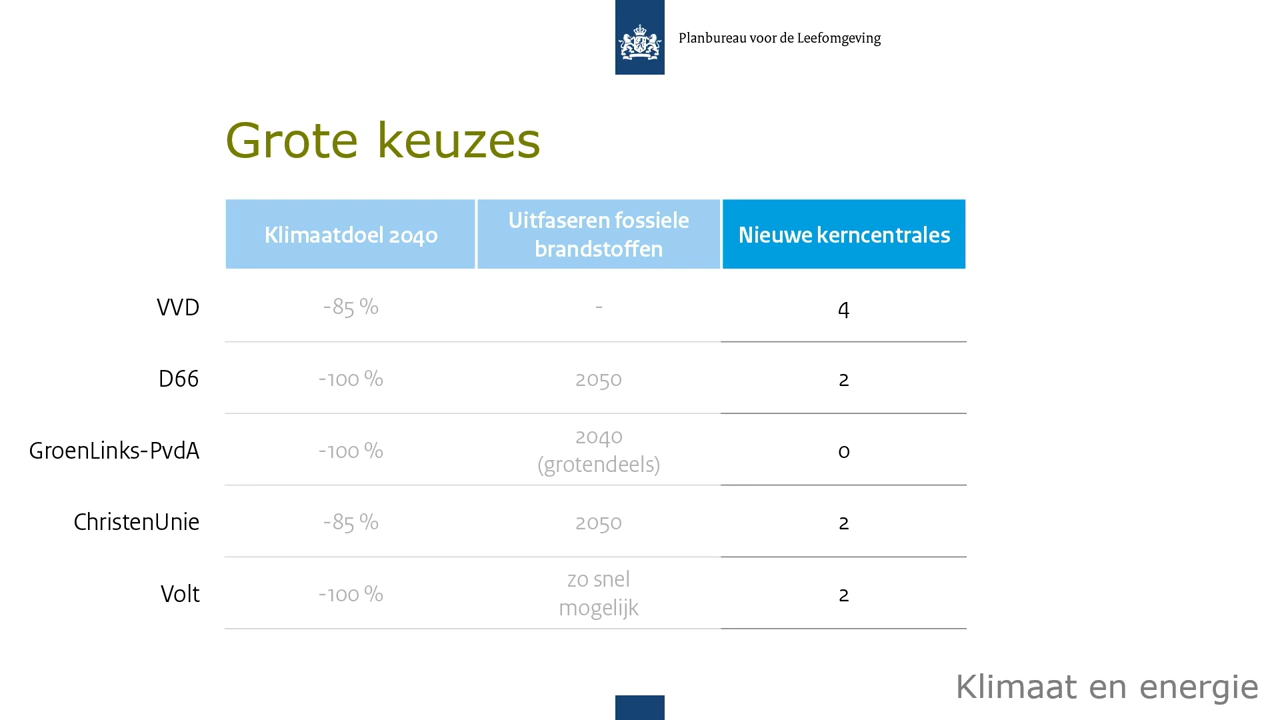 Planbureau voor de Leefomgeving
Grote keuzes
Klimaatdoel 2040
Uitfaseren fossiele
brandstoffen
Nieuwe kerncentrales
VVD -85 % - 4
D66 -100 % 2050 2
GroenLinks-PvdA -100 % 2040
(grotendeels) 0
ChristenUnie -85 % 2050 2
Volt -100 % zo snel
mogelijk 2
Klimaat en energie